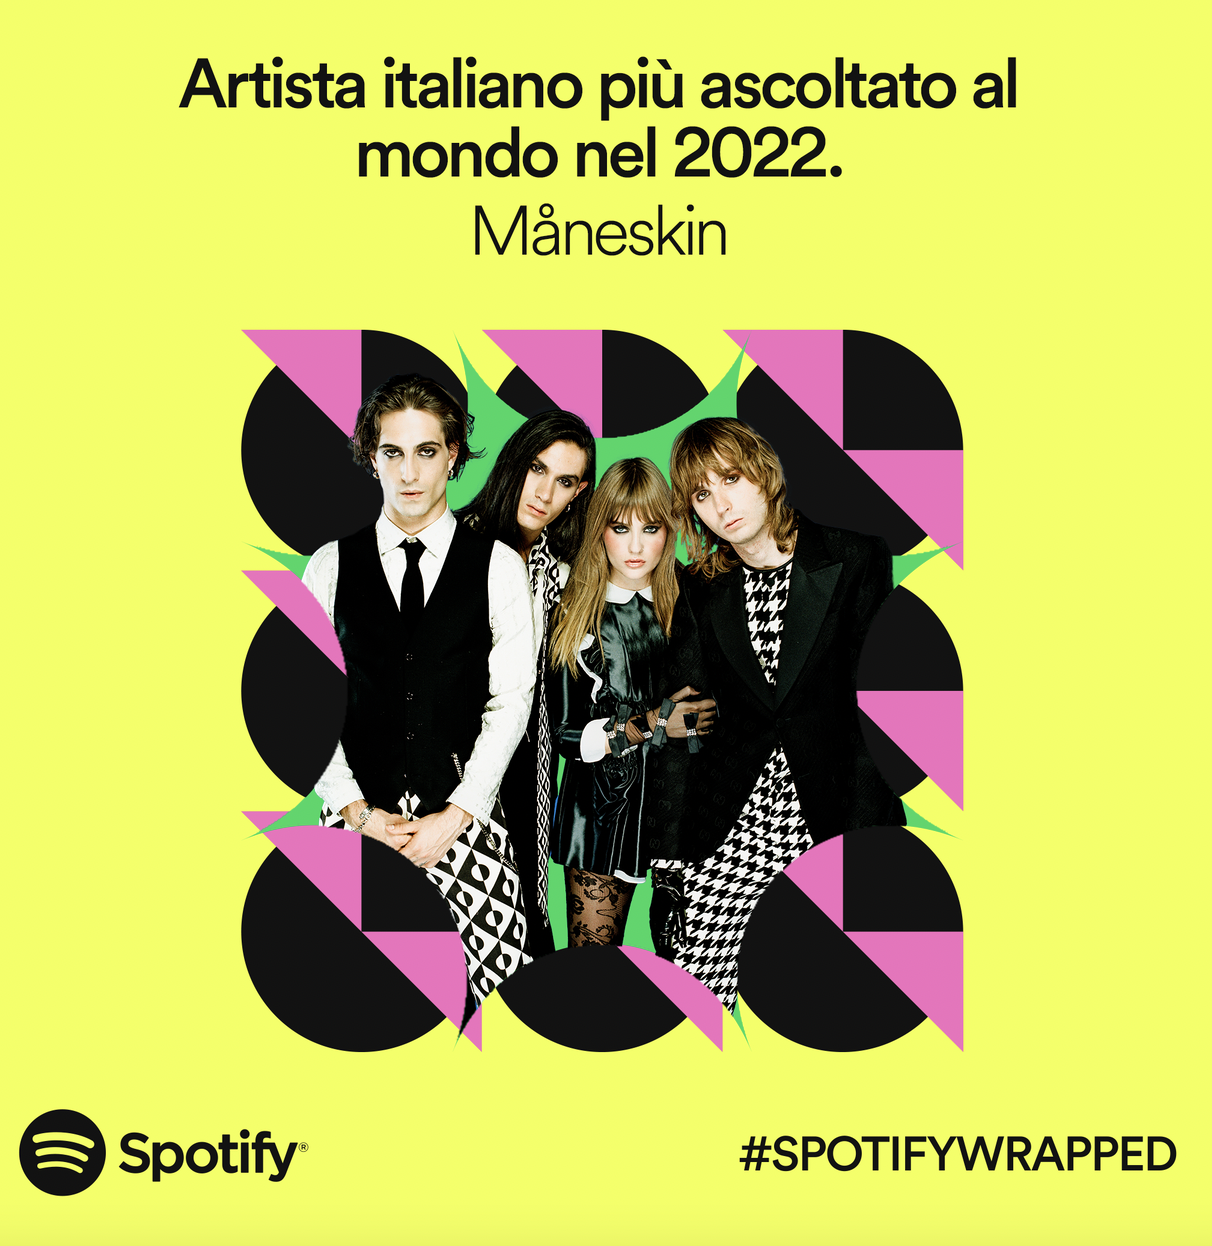 Artista italiano più ascoltato al
mondo nel 2022.
Måneskin
Spotify®
#SPOTIFYWRAPPED